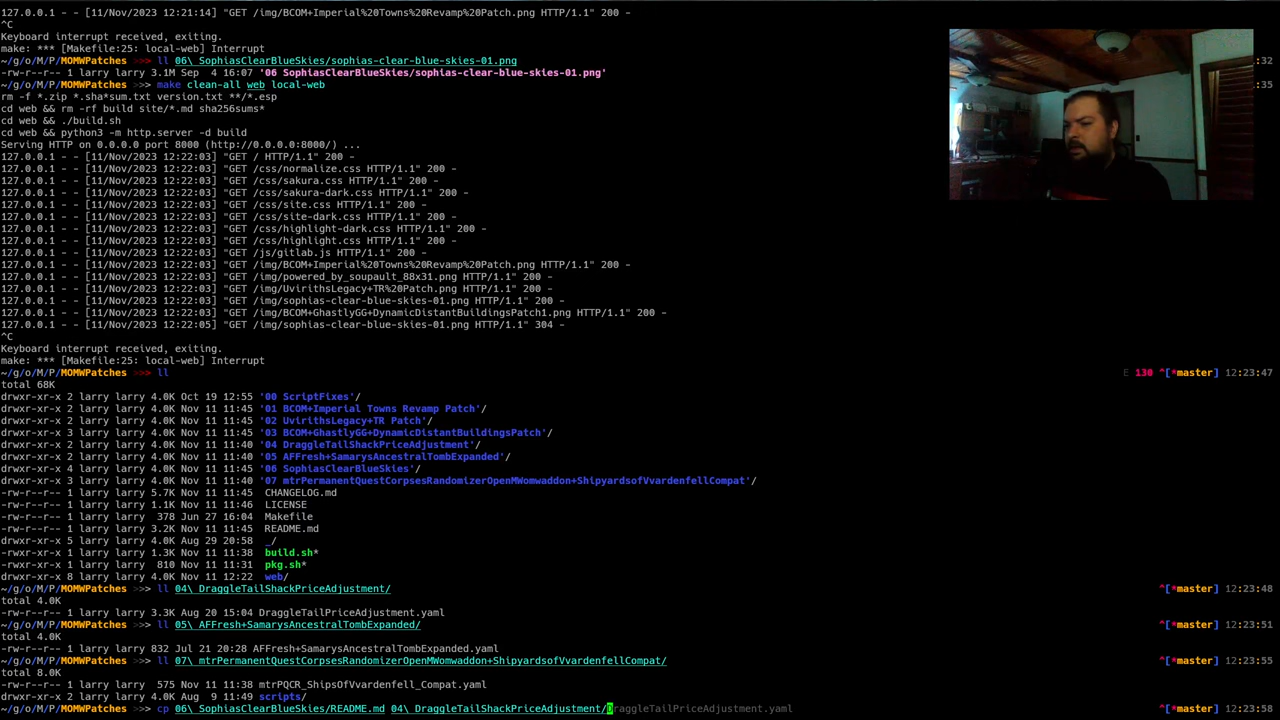 127.0.0.1 - - [11/Nov/2023 12:21:14] "GET /img/BCOM+Imperial%20Towns%20Revamp%20Patch.png HTTP/1.1" 200 -
^C
Keyboard interrupt received, exiting.
make: *** [Makefile:25: local-web] Interrupt
~/g/o/M/P/MOMWPatches >>> ll 06\ SophiasClearBlueSkies/sophias-clear-blue-skies-01.png :32
-rw-r--r-- 1 larry larry 3.1M Sep  4 16:07 '06 SophiasClearBlueSkies/sophias-clear-blue-skies-01.png'
~/g/o/M/P/MOMWPatches >>> make clean-all web local-web :35
rm -f *.zip *.sha*sum.txt version.txt **/*.esp
cd web && rm -rf build site/*.md sha256sums*
cd web && ./build.sh
cd web && python3 -m http.server -d build
Serving HTTP on 0.0.0.0 port 8000 (http://0.0.0.0:8000/) ...
127.0.0.1 - - [11/Nov/2023 12:22:03] "GET / HTTP/1.1" 200 -
127.0.0.1 - - [11/Nov/2023 12:22:03] "GET /css/normalize.css HTTP/1.1" 200 -
127.0.0.1 - - [11/Nov/2023 12:22:03] "GET /css/sakura.css HTTP/1.1" 200 -
127.0.0.1 - - [11/Nov/2023 12:22:03] "GET /css/sakura-dark.css HTTP/1.1" 200 -
127.0.0.1 - - [11/Nov/2023 12:22:03] "GET /css/site.css HTTP/1.1" 200 -
127.0.0.1 - - [11/Nov/2023 12:22:03] "GET /css/site-dark.css HTTP/1.1" 200 -
127.0.0.1 - - [11/Nov/2023 12:22:03] "GET /css/highlight-dark.css HTTP/1.1" 200 -
127.0.0.1 - - [11/Nov/2023 12:22:03] "GET /css/highlight.css HTTP/1.1" 200 -
127.0.0.1 - - [11/Nov/2023 12:22:03] "GET /js/gitlab.js HTTP/1.1" 200 -
127.0.0.1 - - [11/Nov/2023 12:22:03] "GET /img/BCOM+Imperial%20Towns%20Revamp%20Patch.png HTTP/1.1" 200 -
127.0.0.1 - - [11/Nov/2023 12:22:03] "GET /img/powered_by_soupault_88x31.png HTTP/1.1" 200 -
127.0.0.1 - - [11/Nov/2023 12:22:03] "GET /img/UvirithsLegacy+TR%20Patch.png HTTP/1.1" 200 -
127.0.0.1 - - [11/Nov/2023 12:22:03] "GET /img/sophias-clear-blue-skies-01.png HTTP/1.1" 200 -
127.0.0.1 - - [11/Nov/2023 12:22:03] "GET /img/BCOM+GhastlyGG+DynamicDistantBuildingsPatch1.png HTTP/1.1" 200 -
127.0.0.1 - - [11/Nov/2023 12:22:05] "GET /img/sophias-clear-blue-skies-01.png HTTP/1.1" 304 -
^C
Keyboard interrupt received, exiting.
make: *** [Makefile:25: local-web] Interrupt
~/g/o/M/P/MOMWPatches >>> ll E 130 ^[*master] 12:23:47
total 68K
drwxr-xr-x 2 larry larry 4.0K Oct 19 12:55 '00 ScriptFixes'/
drwxr-xr-x 2 larry larry 4.0K Nov 11 11:45 '01 BCOM+Imperial Towns Revamp Patch'/
drwxr-xr-x 2 larry larry 4.0K Nov 11 11:45 '02 UvirithsLegacy+TR Patch'/
drwxr-xr-x 3 larry larry 4.0K Nov 11 11:45 '03 BCOM+GhastlyGG+DynamicDistantBuildingsPatch'/
drwxr-xr-x 2 larry larry 4.0K Nov 11 11:40 '04 DraggleTailShackPriceAdjustment'/
drwxr-xr-x 2 larry larry 4.0K Nov 11 11:40 '05 AFFresh+SamarysAncestralTombExpanded'/
drwxr-xr-x 4 larry larry 4.0K Nov 11 11:45 '06 SophiasClearBlueSkies'/
drwxr-xr-x 3 larry larry 4.0K Nov 11 11:40 '07 mtrPermanentQuestCorpsesRandomizerOpenMWomwaddon+ShipyardsofVvardenfellCompat'/
-rw-r--r-- 1 larry larry 5.7K Nov 11 11:45 CHANGELOG.md
-rw-r--r-- 1 larry larry 1.1K Nov 11 11:46 LICENSE
-rw-r--r-- 1 larry larry  378 Jun 27 16:04 Makefile
-rw-r--r-- 1 larry larry 3.2K Nov 11 11:45 README.md
drwxr-xr-x 5 larry larry 4.0K Aug 29 20:58 _/
-rwxr-xr-x 1 larry larry 1.1K Nov 11 11:38 build.sh*
-rwxr-xr-x 1 larry larry  810 Nov 11 11:31 pkg.sh*
drwxr-xr-x 8 larry larry 4.0K Nov 11 12:22 web/
~/g/o/M/P/MOMWPatches >>> ll 04\ DraggleTailShackPriceAdjustment/ ^[*master] 12:23:48
total 4.0K
-rw-r--r-- 1 larry larry 3.3K Aug 20 15:04 DraggleTailPriceAdjustment.yaml
~/g/o/M/P/MOMWPatches >>> ll 05\ AFFresh+SamarysAncestralTombExpanded/ ^[*master] 12:23:51
total 4.0K
-rw-r--r-- 1 larry larry 832 Jul 21 20:28 AFFresh+SamarysAncestralTombExpanded.yaml
~/g/o/M/P/MOMWPatches >>> ll 07\ mtrPermanentQuestCorpsesRandomizerOpenMWomwaddon+ShipyardsofVvardenfellCompat/ ^[*master] 12:23:55
total 8.0K
-rw-r--r-- 1 larry larry  575 Nov 11 11:38 mtrPQCR_ShipsOfVvardenfell_Compat.yaml
drwxr-xr-x 2 larry larry 4.0K Aug  9 11:49 scripts/
~/g/o/M/P/MOMWPatches >>> cp 06\ SophiasClearBlueSkies/README.md 04\ DraggleTailShackPriceAdjustment/DraggleTailPriceAdjustment.yaml ^[*master] 12:23:58